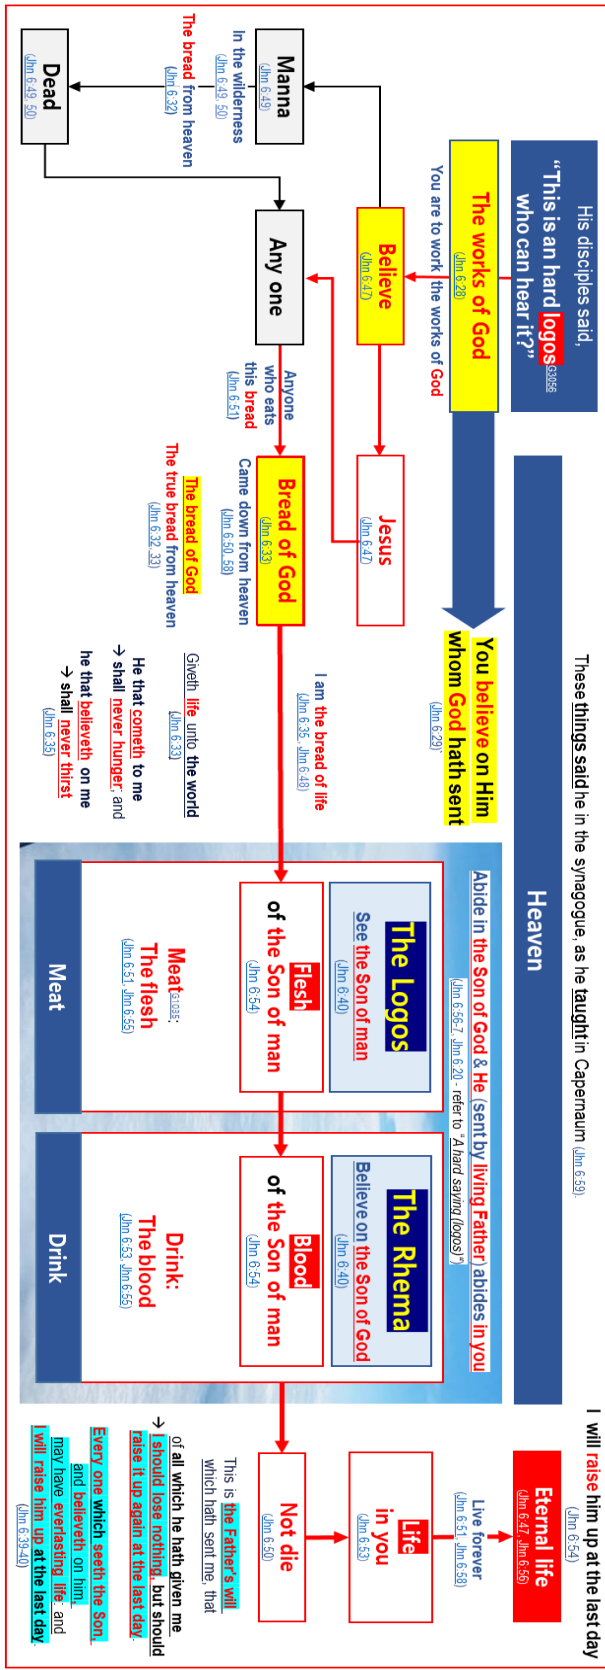 These things said he in the synagogue, as he taught in Capernaum (Jhn 6:59).
I will raise him up at the last day
(Jhn 6:54)
His disciples said,
“This is an hard logosG3056
who can hear it?”
Heaven
Eternal life
(Jhn 6:47, Jhn 6:56)
The works of God
(Jhn 6:28)
You are to work the works of God
You believe on Him
whom God hath sent
(Jhn 6:29)
Abide in the Son of God & He (sent by living Father) abides in you
(Jhn 6:56-7, Jhn 6:20 - refer to “A hard saying (logos)“)
Live forever
(Jhn 6:51, Jhn 6:58)
Believe
(Jhn 6:47)
Jesus
(Jhn 6:47)
The Logos
See the Son of man
(Jhn 6:40)
The Rhema
Believe on the Son of God
(Jhn 6:40)
Life
in you
(Jhn 6:53)
Manna
(Jhn 6:49)
In the wilderness
(Jhn 6:49, 50)
The bread from heaven
(Jhn 6:32)
Dead
(Jhn 6:49, 50)
Any one
Anyone
who eats
this bread
(Jhn 6:51)
Bread of God
(Jhn 6:33)
Came down from heaven
(Jhn 6:50, 58)
The bread of God
The true bread from heaven
(Jhn 6:32, 33)
I am the bread of life
(Jhn 6:35, Jhn 6:48)
Giveth life unto the world
(Jhn 6:33)
He that cometh to me
→ shall never hunger; and
he that believeth on me
→ shall never thirst
(Jhn 6:35)
Flesh
of the Son of man
(Jhn 6:54)
Blood
of the Son of man
(Jhn 6:54)
Meat G1035:
The flesh
(Jhn 6:51, Jhn 6:55)
Drink:
The blood
(Jhn 6:53, Jhn 6:55)
Meat
Drink
Not die
(Jhn 6:50)
This is the Father's will
which hath sent me, that
of all which he hath given me
→ I should lose nothing, but should
raise it up again at the last day.
Every one which seeth the Son,
and believeth on him,
may have everlasting life: and
I will raise him up at the last day.
(Jhn 6:39-40)